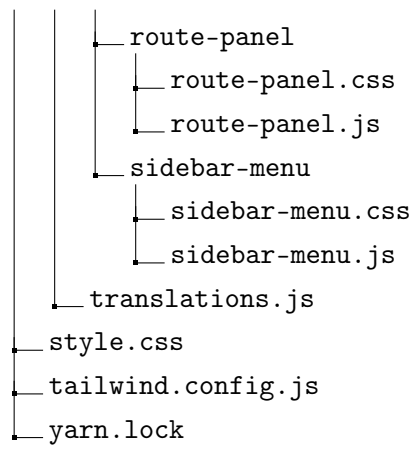 route-panel
route-panel.css
route-panel.js
sidebar-menu
sidebar-menu.css
sidebar-menu.js
translations.js
style.css
tailwind.config.js
yarn.lock